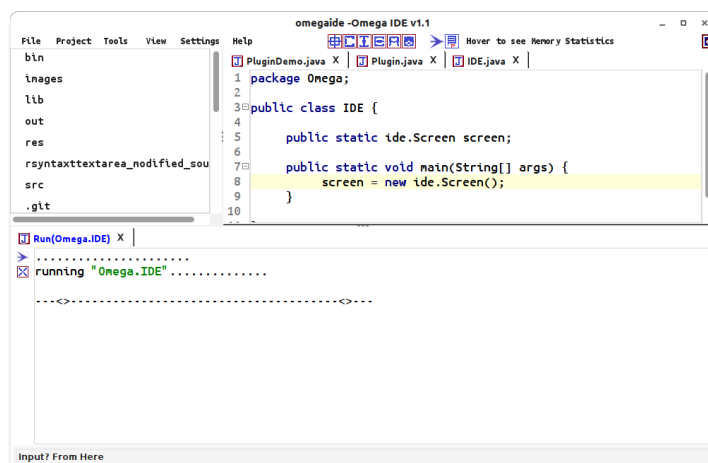 omegaide -Omega IDE v1.1
File Project Tools View Settings Help
Hover to see Memory Statistics
bin
images
lib
out
res
rsyntaxttextarea_modified_sou
src
.git
PluginDemo.java X Plugin.java X IDE.java X
1 package Omega;
2
3 public class IDE {
4
5 public static ide.Screen screen;
6
7 public static void main(String[] args) {
8 screen = new ide.Screen();
9 }
10
Run(Omega.IDE) X
......................
running "Omega.IDE"..............
---<>--------------------------------------<>---
Input? From Here